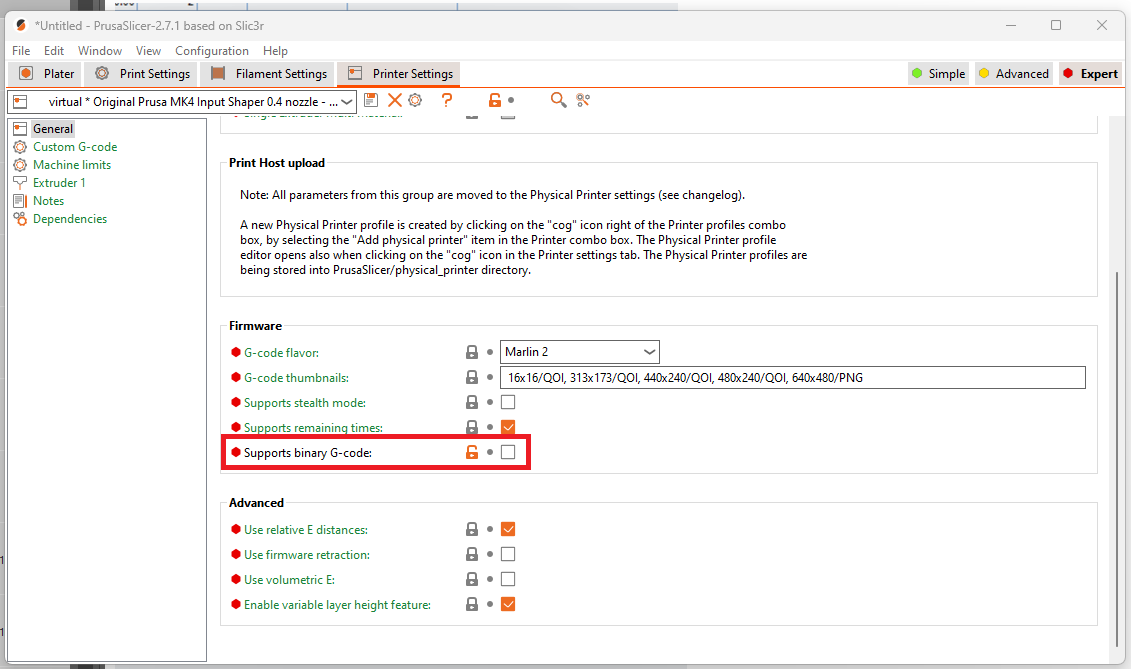 *Untitled - PrusaSlicer-2.7.1 based on Slic3r
File Edit Window View Configuration Help
Plater Print Settings Filament Settings Printer Settings Simple Advanced Expert
virtual * Original Prusa MK4 Input Shaper 0.4 nozzle - ...
General
Custom G-code
Machine limits
Extruder 1
Notes
Dependencies
Print Host upload
Note: All parameters from this group are moved to the Physical Printer settings (see changelog).
A new Physical Printer profile is created by clicking on the "cog" icon right of the Printer profiles combo
box, by selecting the "Add physical printer" item in the Printer combo box. The Physical Printer profile
editor opens also when clicking on the "cog" icon in the Printer settings tab. The Physical Printer profiles are
being stored into PrusaSlicer/physical_printer directory.
Firmware
G-code flavor: Marlin 2
G-code thumbnails: 16x16/QOI, 313x173/QOI, 440x240/QOI, 480x240/QOI, 640x480/PNG
Supports stealth mode:
Supports remaining times:
Supports binary G-code:
Advanced
Use relative E distances:
Use firmware retraction:
Use volumetric E:
Enable variable layer height feature: